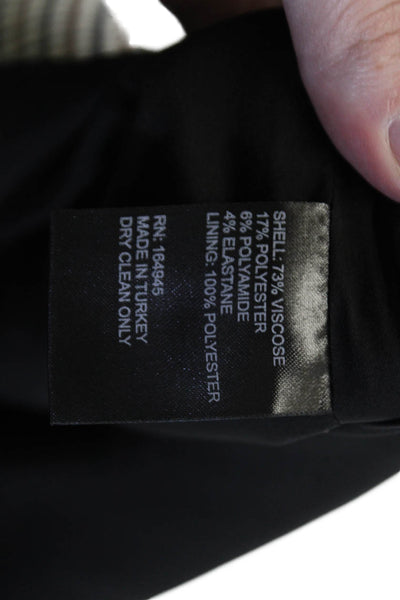 SHELL: 73% VISCOSE
17% POLYESTER
6% POLYAMIDE
4% ELASTANE
LINING: 100% POLYESTER
RN: 164945
MADE IN TURKEY
DRY CLEAN ONLY